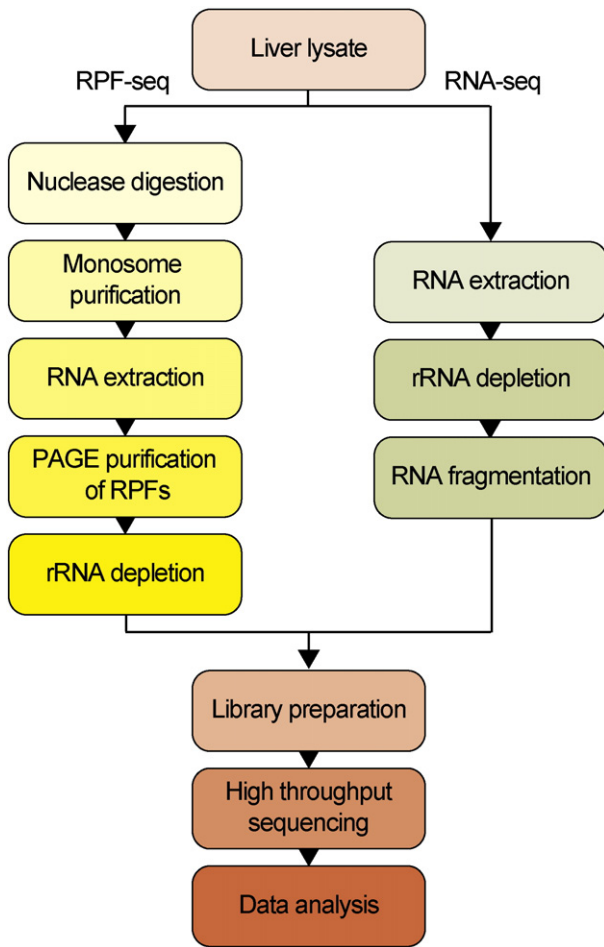 Liver lysate
RPF-seq
RNA-seq
Nuclease digestion
Monosome
purification
RNA extraction
PAGE purification
of RPFs
rRNA depletion
RNA extraction
rRNA depletion
RNA fragmentation
Library preparation
High throughput
sequencing
Data analysis